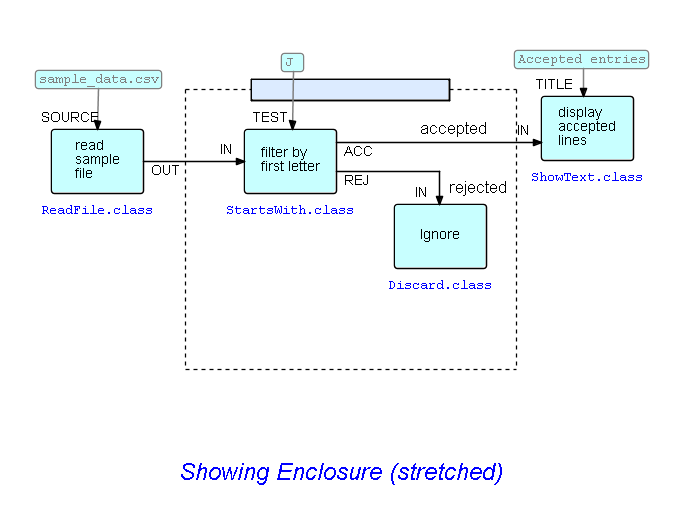 J
Accepted entries
sample_data.csv
TITLE
SOURCE
TEST
display
accepted
lines
accepted
IN
read
sample
file
IN
filter by
first letter
ACC
OUT
REJ
ShowText.class
IN
rejected
ReadFile.class
StartsWith.class
Ignore
Discard.class
Showing Enclosure (stretched)